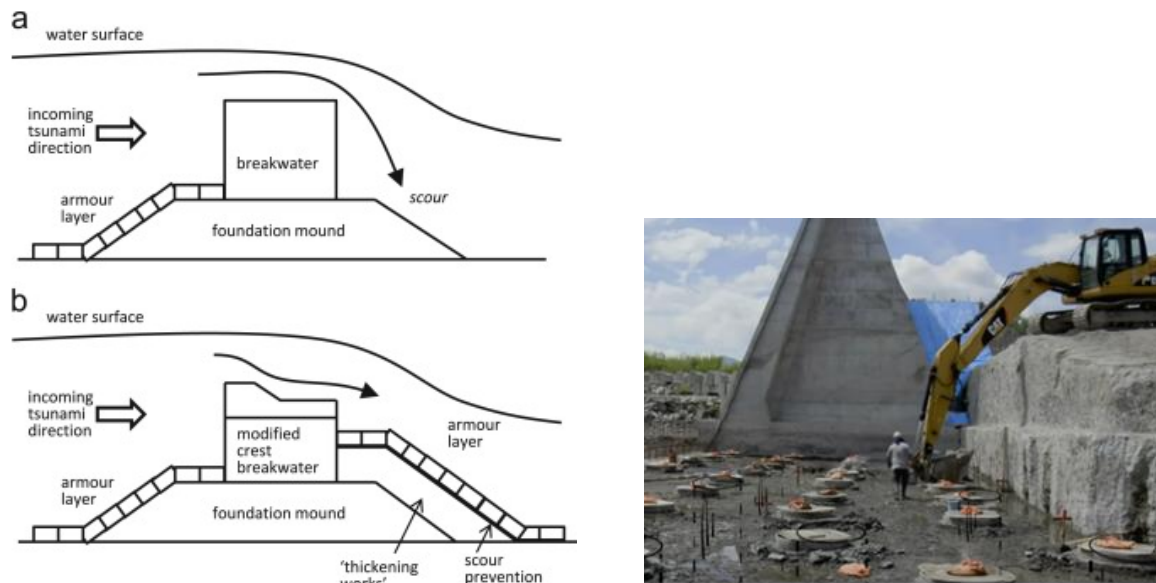 a
water surface
incoming
tsunami
direction
breakwater
armour
layer
scour
foundation mound
b
water surface
incoming
tsunami
direction
modified
crest
breakwater
armour
layer
armour
layer
foundation mound
'thickening
works'
scour
prevention
CAT